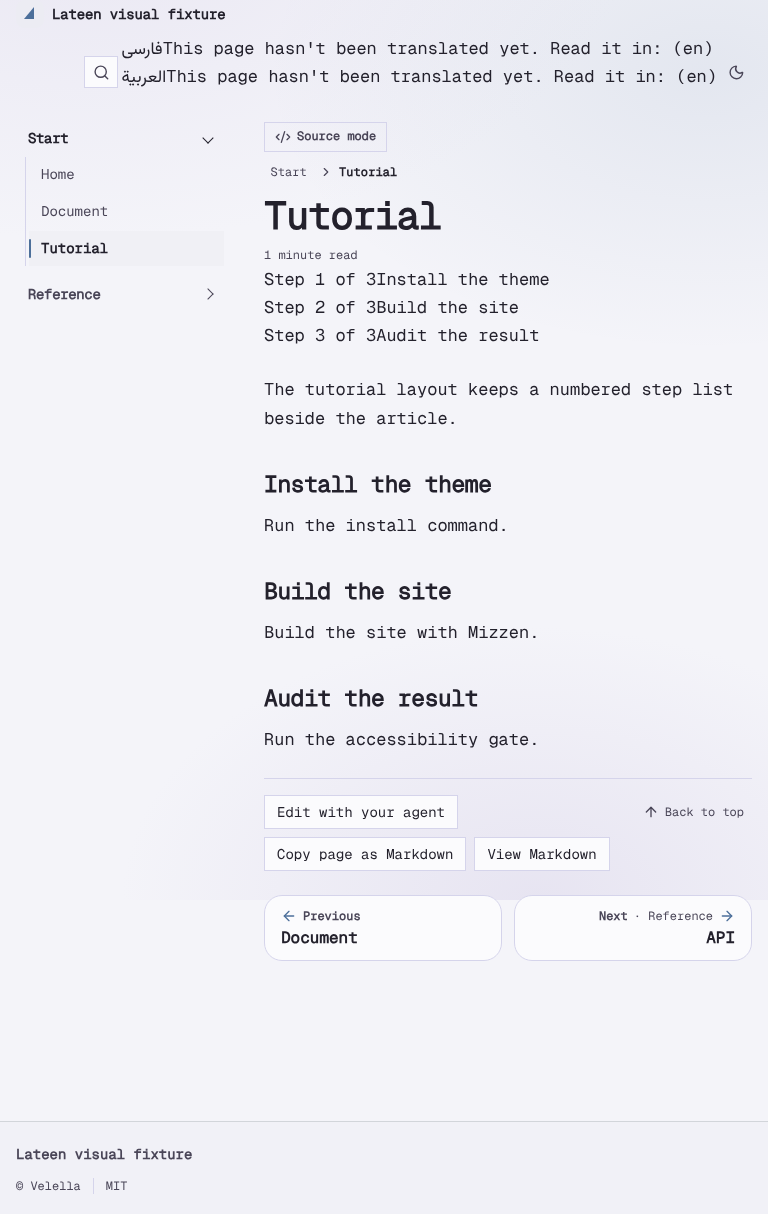 Lateen visual fixture
فارسیThis page hasn't been translated yet. Read it in: (en)
العربيةThis page hasn't been translated yet. Read it in: (en)
Start
Home
Document
Tutorial
Reference
Source mode
Start
Tutorial
Tutorial
1 minute read
Step 1 of 3Install the theme
Step 2 of 3Build the site
Step 3 of 3Audit the result
The tutorial layout keeps a numbered step list
beside the article.
Install the theme
Run the install command.
Build the site
Build the site with Mizzen.
Audit the result
Run the accessibility gate.
Edit with your agent
Back to top
Copy page as Markdown
View Markdown
Previous
Document
Next · Reference
API
Lateen visual fixture
© Velella
MIT